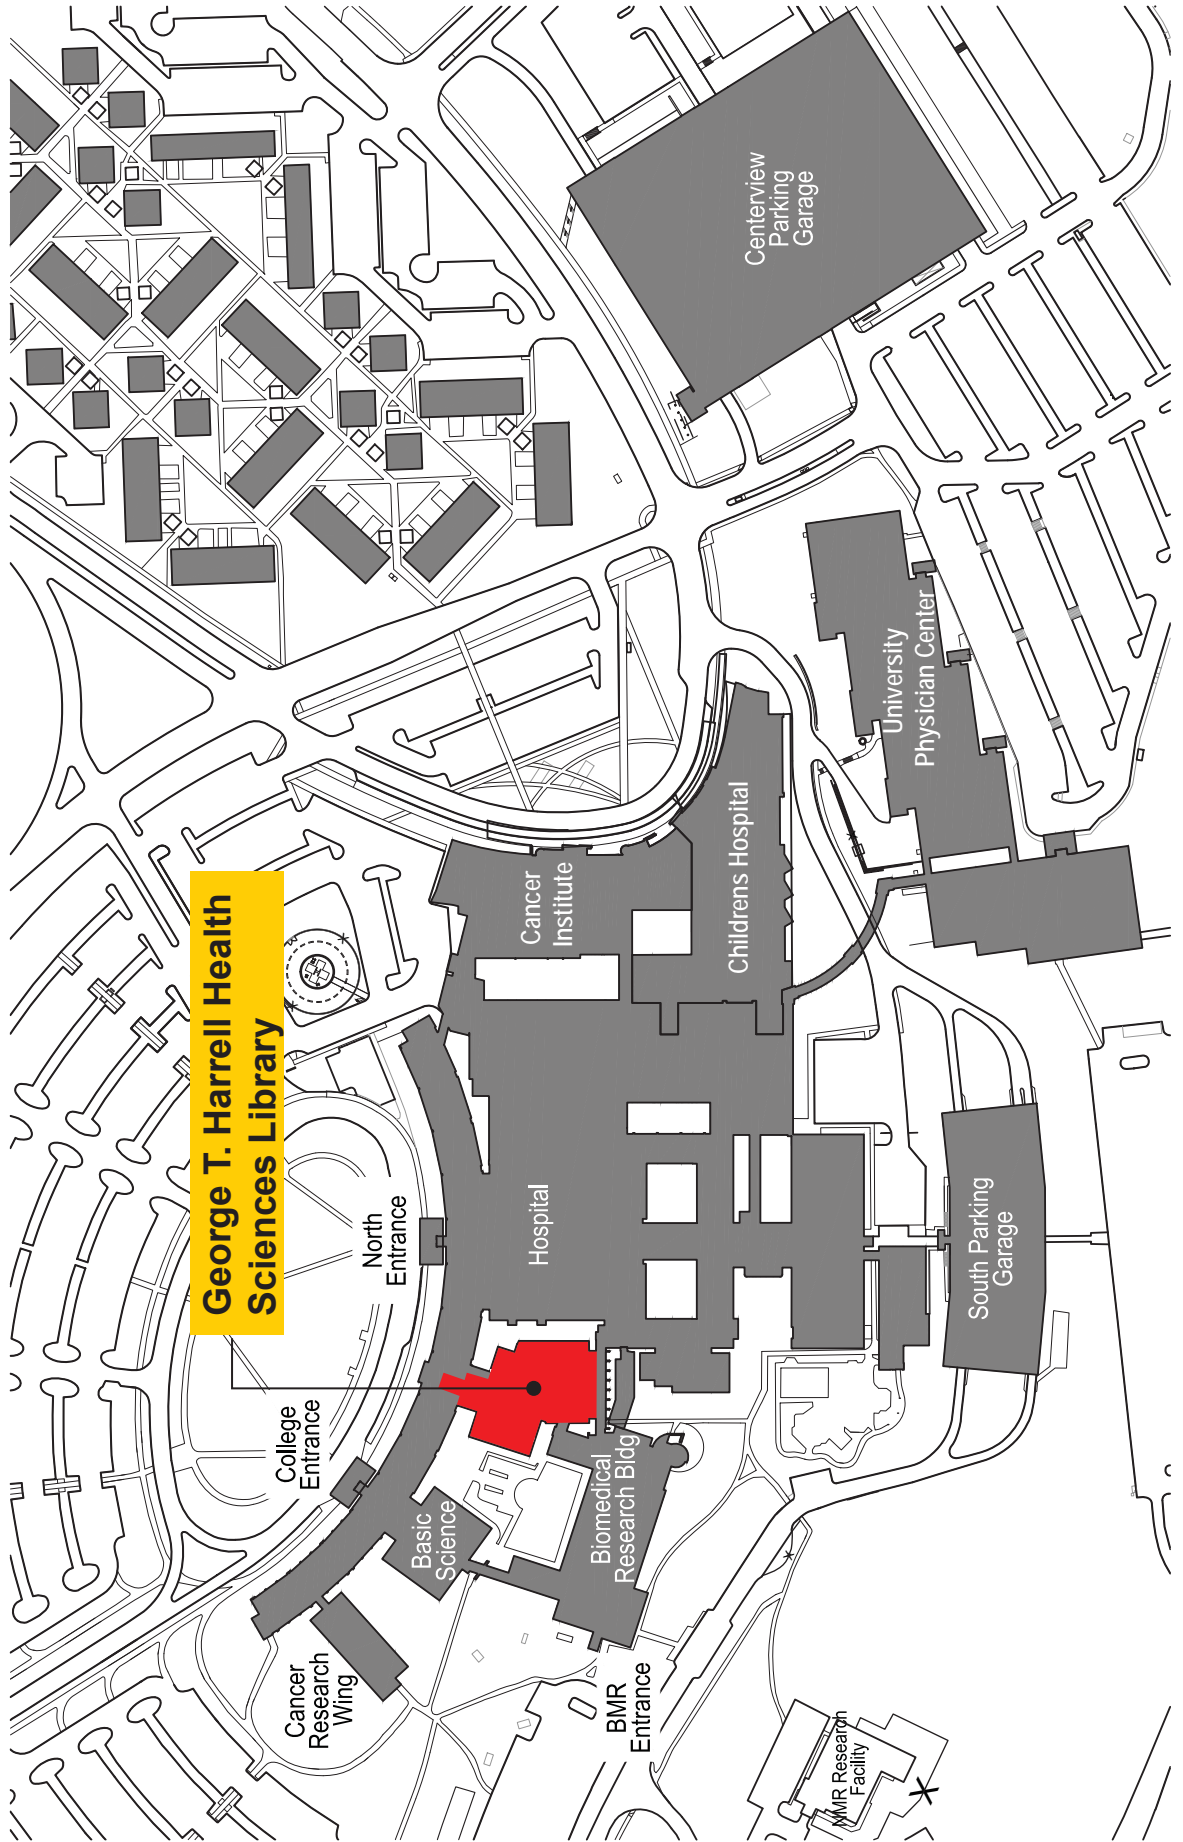 George T. Harrell Health
Sciences Library
Centerview
Parking
Garage
University
Physician Center
Childrens Hospital
Cancer
Institute
North
Entrance
Hospital
South Parking
Garage
College
Entrance
Biomedical
Research Bldg
Basic
Science
Cancer
Research
Wing
BMR
Entrance
NMR Research
Facility